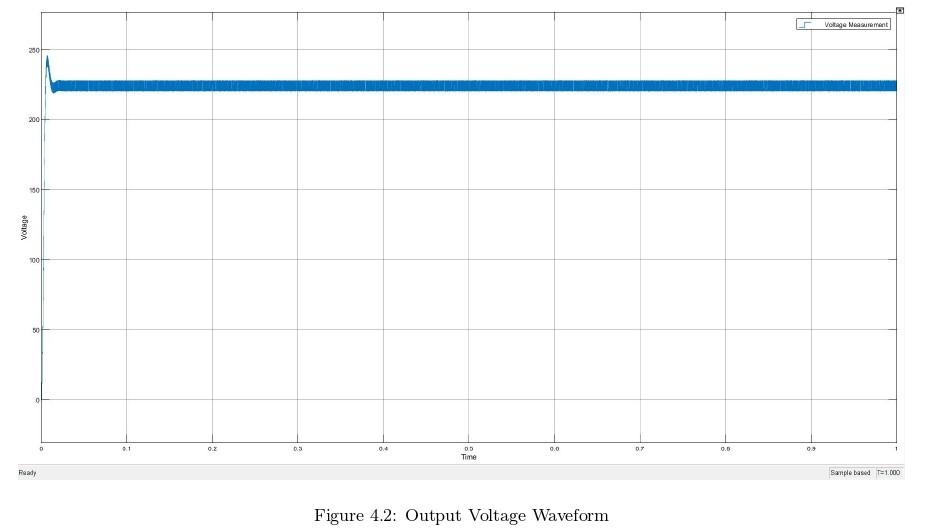 Voltage Measurement
250
200
150
100
50
0
Voltage
0 0.1 0.2 0.3 0.4 0.5 0.6 0.7 0.8 0.9 1
Time
Ready Sample based T=1.000
Figure 4.2: Output Voltage Waveform